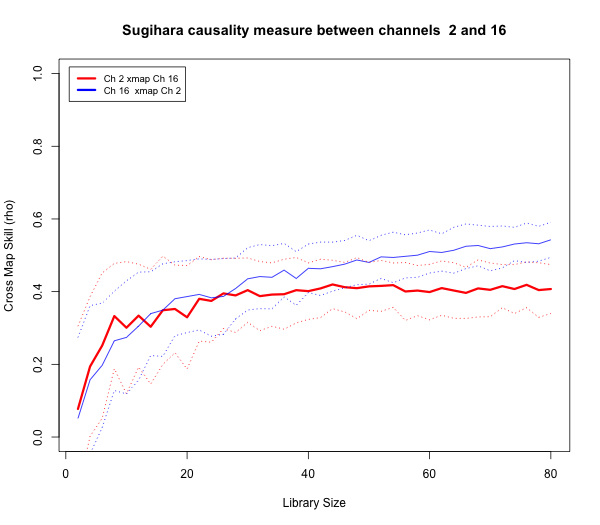 Sugihara causality measure between channels  2 and 16
Ch 2 xmap Ch 16
Ch 16  xmap Ch 2
Cross Map Skill (rho)
1.0
0.8
0.6
0.4
0.2
0.0
0 20 40 60 80
Library Size